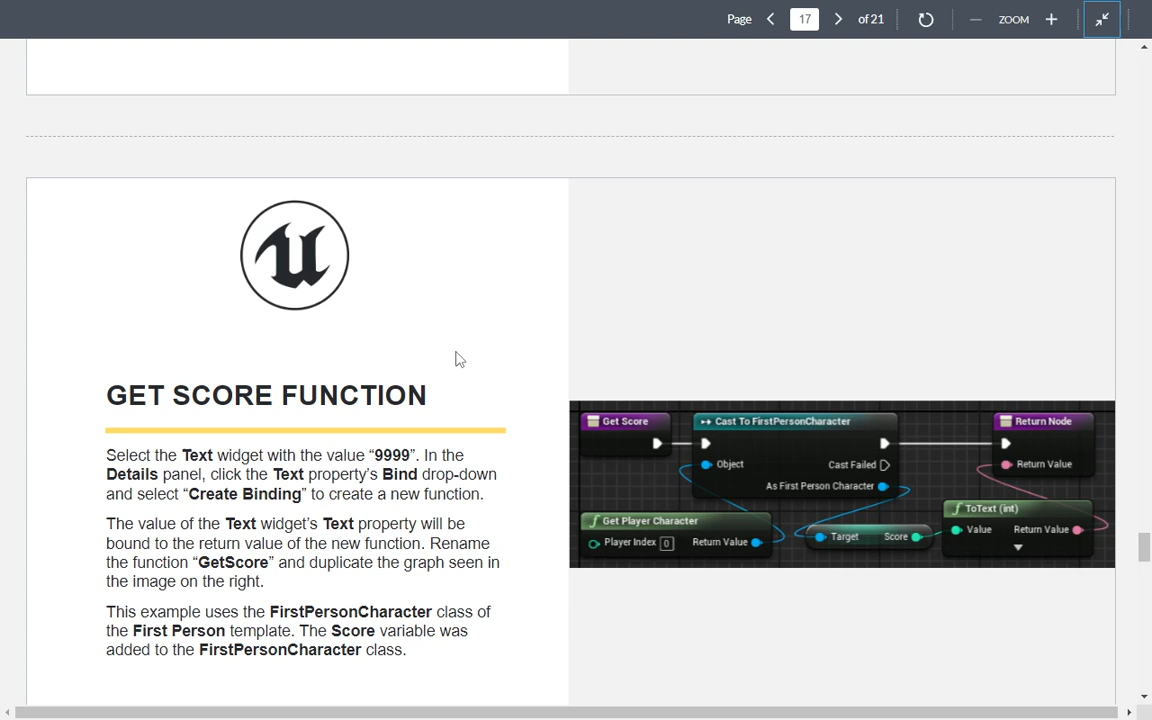 Page 17 of 21 ZOOM
GET SCORE FUNCTION
Select the Text widget with the value “9999”. In the
Details panel, click the Text property’s Bind drop-down
and select “Create Binding” to create a new function.
The value of the Text widget’s Text property will be
bound to the return value of the new function. Rename
the function “GetScore” and duplicate the graph seen in
the image on the right.
This example uses the FirstPersonCharacter class of
the First Person template. The Score variable was
added to the FirstPersonCharacter class.
Get Score
Cast To FirstPersonCharacter
Object
Cast Failed
As First Person Character
Return Node
Return Value
Get Player Character
Player Index 0
Return Value
Target
Score
ToText (int)
Value
Return Value